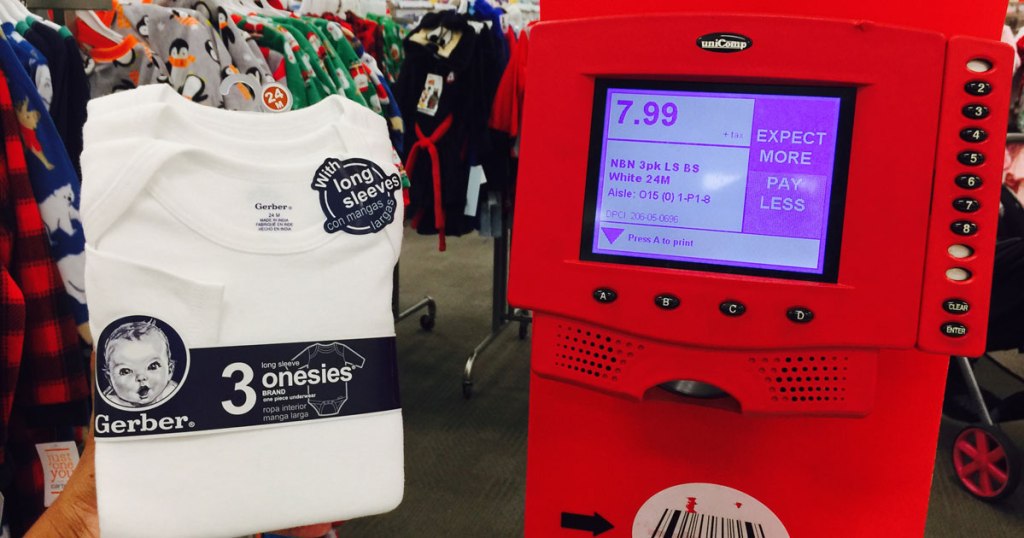 24
M
With
long
sleeves
con mangas
largas
Gerber®
24 M
MADE IN INDIA
FABRIQUÉ EN INDE
HECHO EN INDIA
3
long sleeve
onesies
BRAND
one piece underwear
ropa interior
manga larga
Gerber®
just
one
you
uniComp
7.99
+ tax
EXPECT
MORE
PAY
LESS
NBN 3pk LS BS
White 24M
Aisle: O15 (0) 1-P1-8
DPCI: 206-05-0696
Press A to print
A
B
C
D
2
3
4
5
6
7
8
CLEAR
ENTER